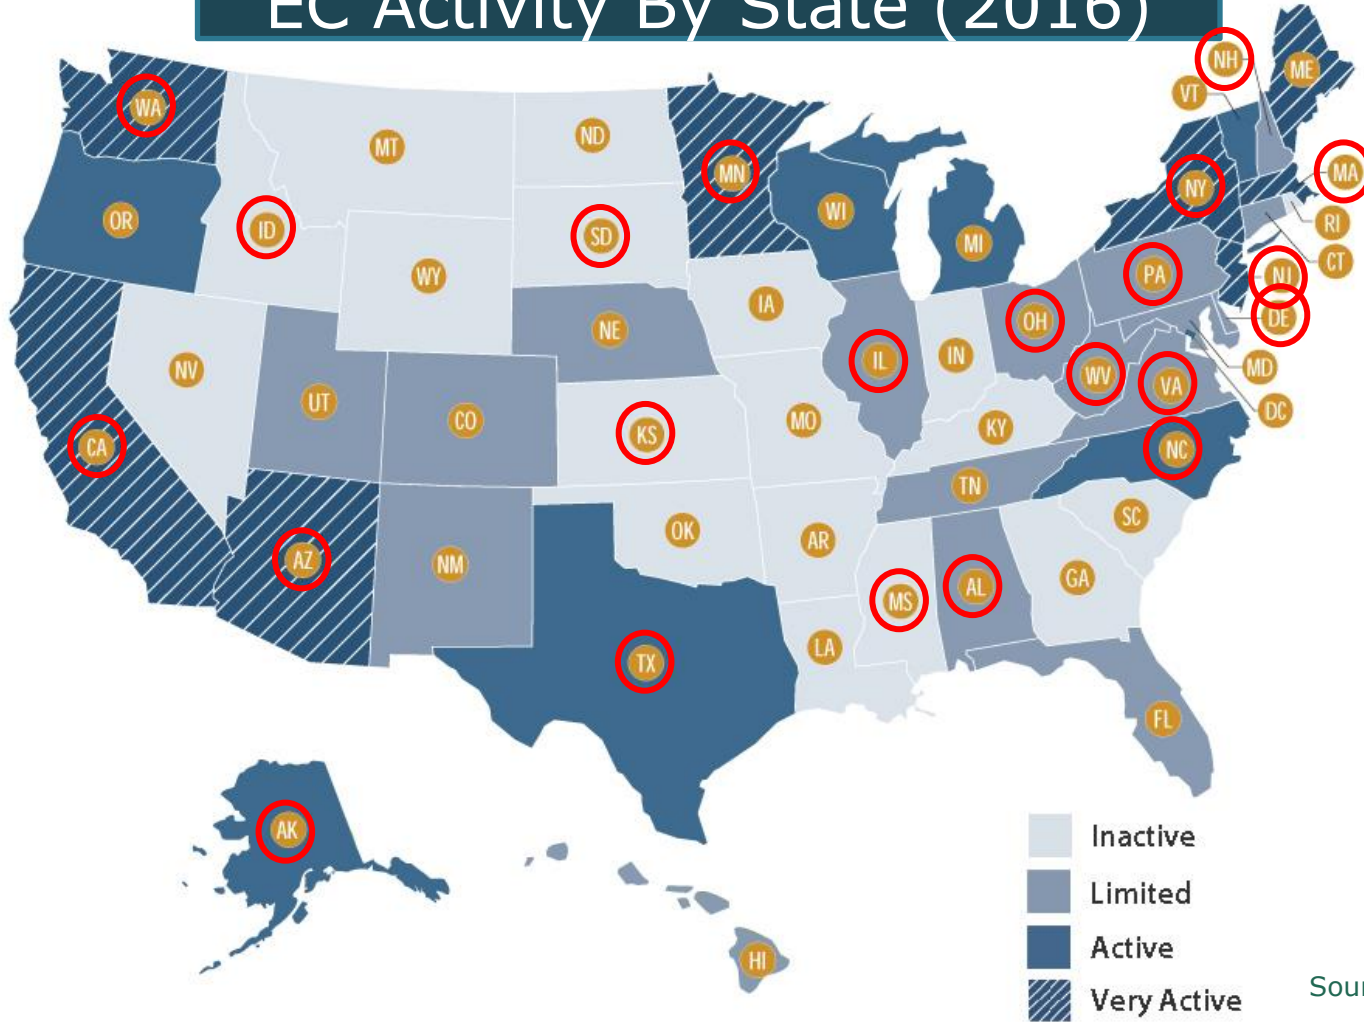 EC Activity By State (2016)
NH
ME
VT
WA
MT
ND
MN
MA
NY
OR
ID
SD
WI
MI
RI
CT
WY
PA
NJ
IA
DE
NE
OH
IL
IN
NV
WV
VA
MD
UT
CO
KS
MO
KY
DC
NC
TN
SC
AZ
NM
OK
AR
GA
MS
AL
LA
TX
FL
AK
HI
Inactive
Limited
Active
Very Active
Sour